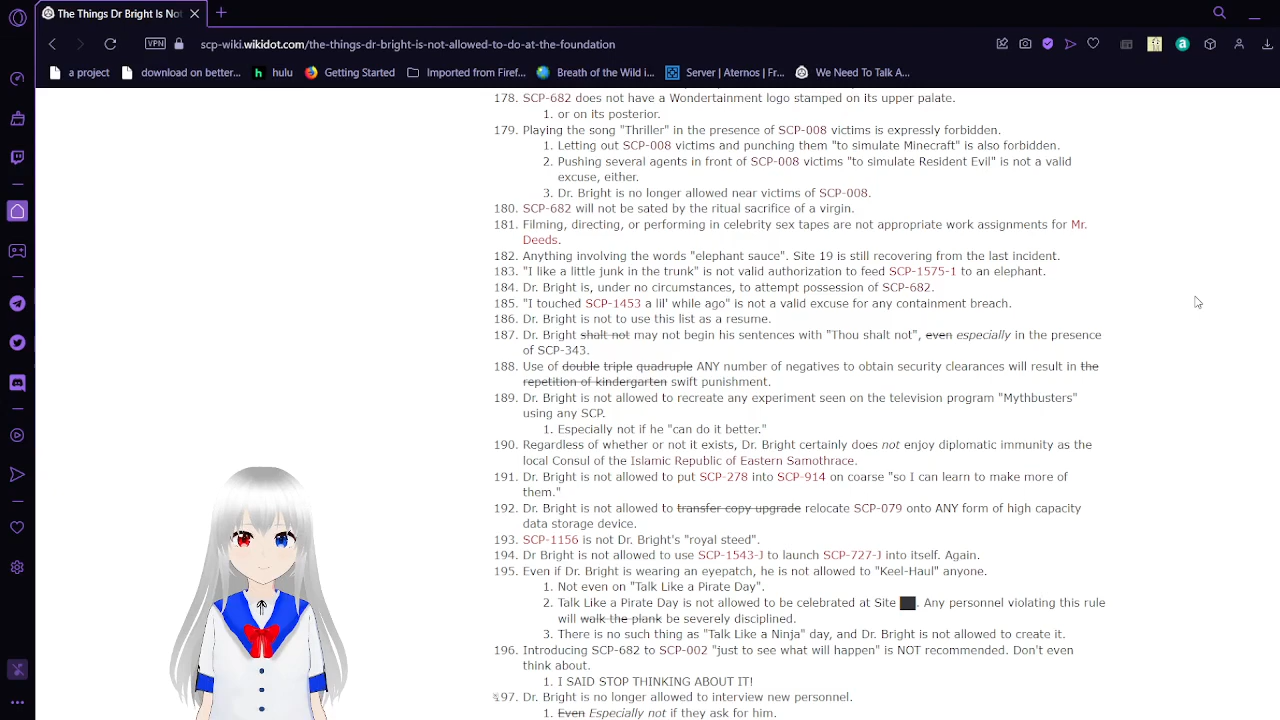 The Things Dr Bright Is Not
VPN
scp-wiki.wikidot.com/the-things-dr-bright-is-not-allowed-to-do-at-the-foundation
a project
download on better...
hulu
Getting Started
Imported from Firef...
Breath of the Wild i...
Server | Aternos | Fr...
We Need To Talk A...
178. SCP-682 does not have a Wondertainment logo stamped on its upper palate.
1. or on its posterior.
179. Playing the song "Thriller" in the presence of SCP-008 victims is expressly forbidden.
1. Letting out SCP-008 victims and punching them "to simulate Minecraft" is also forbidden.
2. Pushing several agents in front of SCP-008 victims "to simulate Resident Evil" is not a valid
excuse, either.
3. Dr. Bright is no longer allowed near victims of SCP-008.
180. SCP-682 will not be sated by the ritual sacrifice of a virgin.
181. Filming, directing, or performing in celebrity sex tapes are not appropriate work assignments for Mr.
Deeds.
182. Anything involving the words "elephant sauce". Site 19 is still recovering from the last incident.
183. "I like a little junk in the trunk" is not valid authorization to feed SCP-1575-1 to an elephant.
184. Dr. Bright is, under no circumstances, to attempt possession of SCP-682.
185. "I touched SCP-1453 a lil' while ago" is not a valid excuse for any containment breach.
186. Dr. Bright is not to use this list as a resume.
187. Dr. Bright shalt not may not begin his sentences with "Thou shalt not", even especially in the presence
of SCP-343.
188. Use of double triple quadruple ANY number of negatives to obtain security clearances will result in the
repetition of kindergarten swift punishment.
189. Dr. Bright is not allowed to recreate any experiment seen on the television program "Mythbusters"
using any SCP.
1. Especially not if he "can do it better."
190. Regardless of whether or not it exists, Dr. Bright certainly does not enjoy diplomatic immunity as the
local Consul of the Islamic Republic of Eastern Samothrace.
191. Dr. Bright is not allowed to put SCP-278 into SCP-914 on coarse "so I can learn to make more of
them."
192. Dr. Bright is not allowed to transfer copy upgrade relocate SCP-079 onto ANY form of high capacity
data storage device.
193. SCP-1156 is not Dr. Bright's "royal steed".
194. Dr Bright is not allowed to use SCP-1543-J to launch SCP-727-J into itself. Again.
195. Even if Dr. Bright is wearing an eyepatch, he is not allowed to "Keel-Haul" anyone.
1. Not even on "Talk Like a Pirate Day".
2. Talk Like a Pirate Day is not allowed to be celebrated at Site ██. Any personnel violating this rule
will walk the plank be severely disciplined.
3. There is no such thing as "Talk Like a Ninja" day, and Dr. Bright is not allowed to create it.
196. Introducing SCP-682 to SCP-002 "just to see what will happen" is NOT recommended. Don't even
think about.
1. I SAID STOP THINKING ABOUT IT!
197. Dr. Bright is no longer allowed to interview new personnel.
1. Even Especially not if they ask for him.